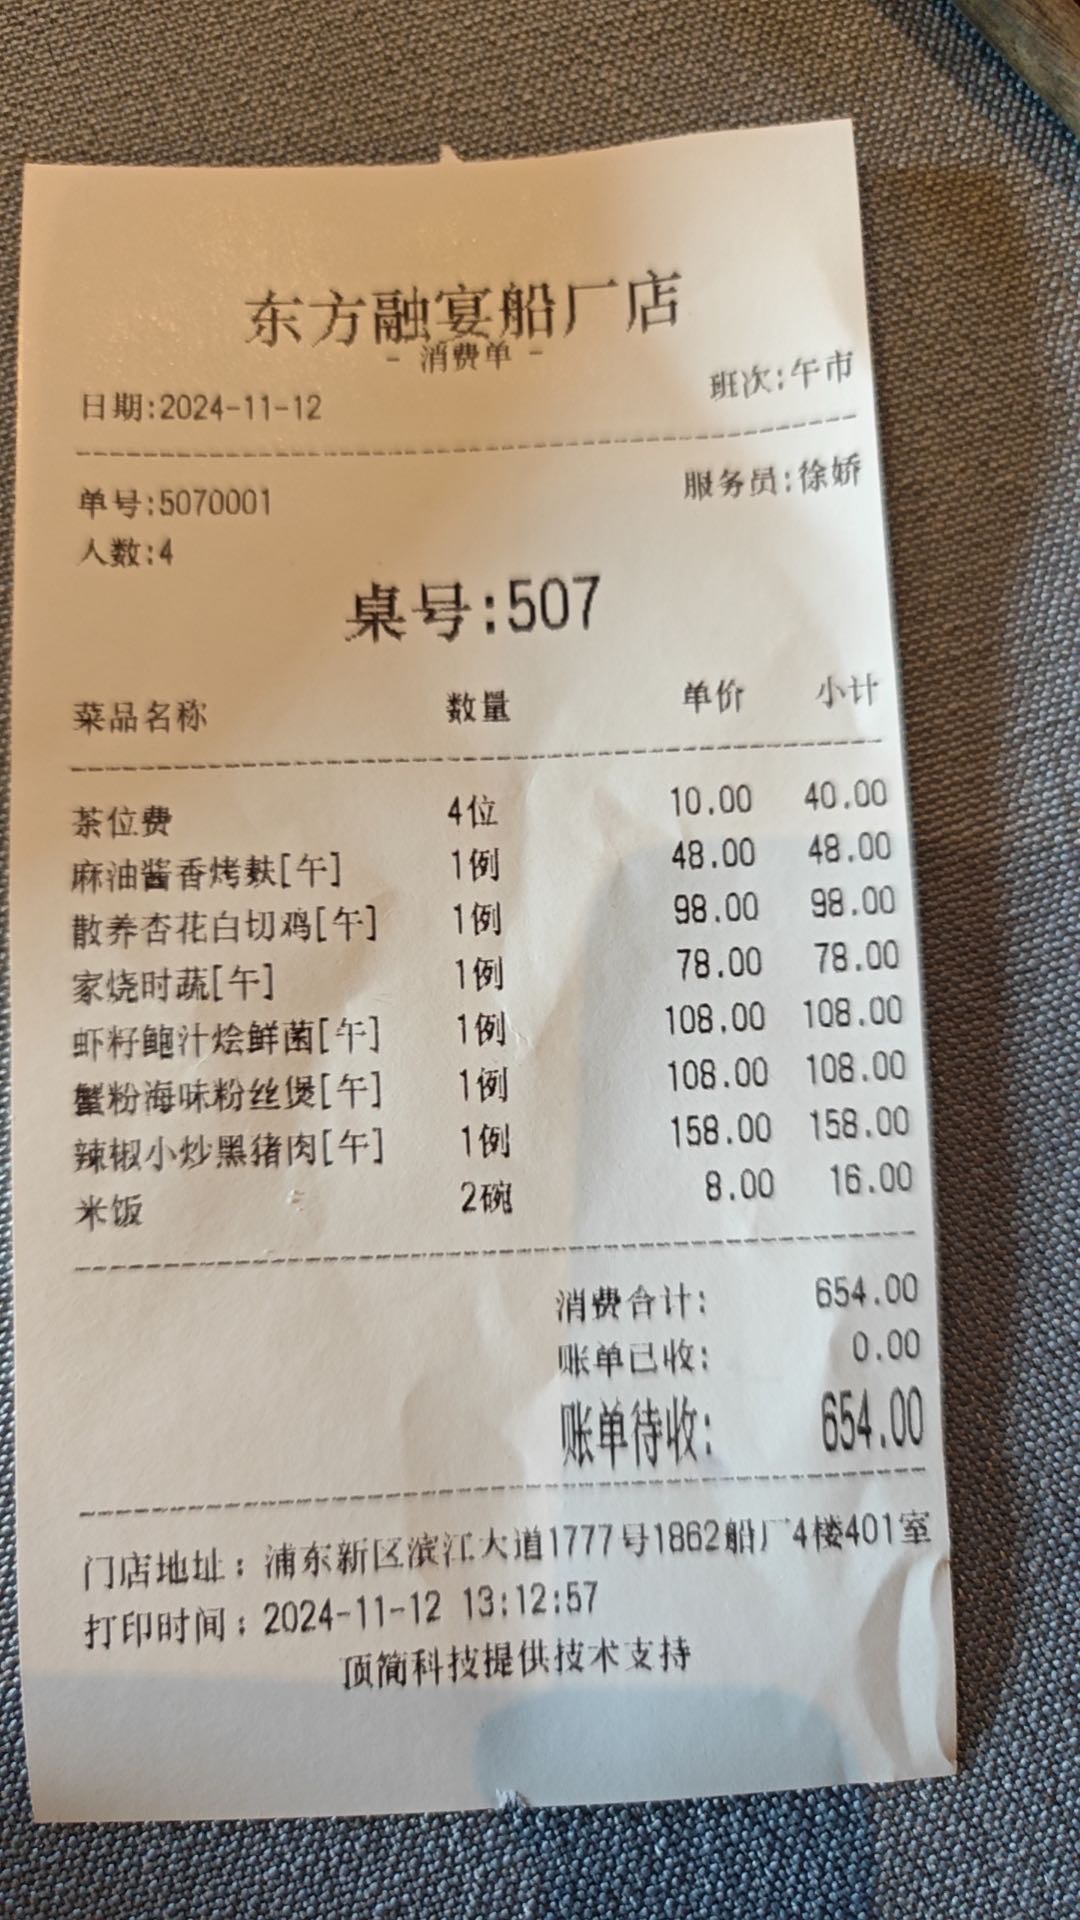 东方融宴船厂店
- 消费单 -
日期:2024-11-12 班次:午市
单号:5070001 服务员:徐娇
人数:4
桌号:507
菜品名称 数量 单价 小计
茶位费 4位 10.00 40.00
麻油酱香烤麸[午] 1例 48.00 48.00
散养杏花白切鸡[午] 1例 98.00 98.00
家烧时蔬[午] 1例 78.00 78.00
虾籽鲍汁烩鲜菌[午] 1例 108.00 108.00
蟹粉海味粉丝煲[午] 1例 108.00 108.00
辣椒小炒黑猪肉[午] 1例 158.00 158.00
米饭 2碗 8.00 16.00
消费合计: 654.00
账单已收: 0.00
账单待收: 654.00
门店地址：浦东新区滨江大道1777号1862船厂4楼401室
打印时间：2024-11-12 13:12:57
顶简科技提供技术支持